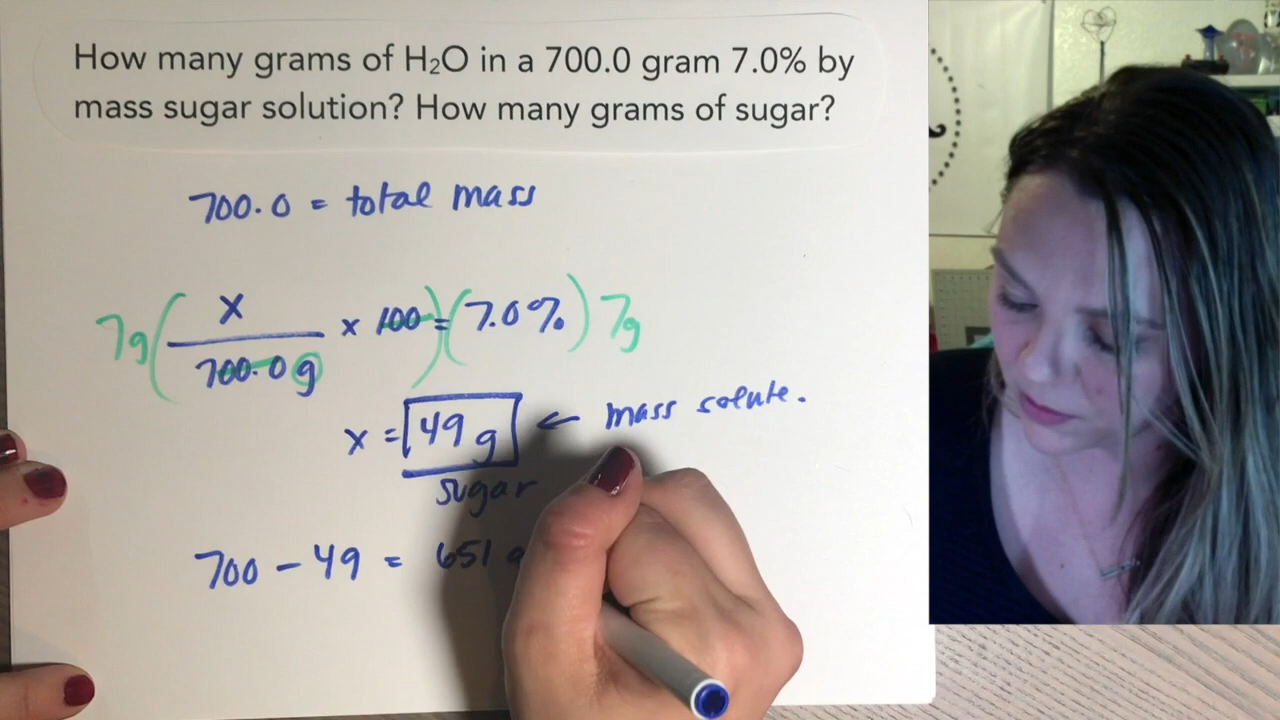 How many grams of H₂O in a 700.0 gram 7.0% by
mass sugar solution? How many grams of sugar?
700.0 = total mass
7g ( x / 700.0 g × 100 ) = ( 7.0% ) 7g
x = 49 g ← mass solute.
sugar
700 - 49 = 651 g